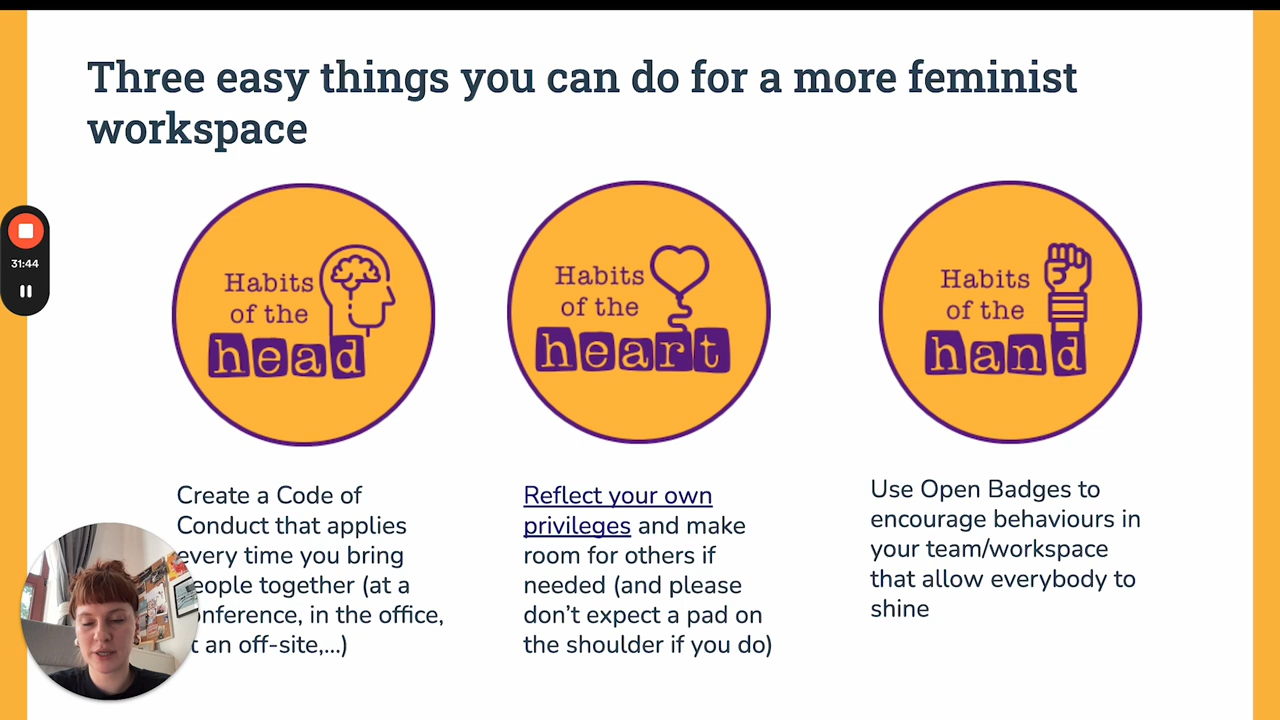 Three easy things you can do for a more feminist
workspace
31:44
Habits
of the
head
Habits
of the
heart
Habits
of the
hand
Create a Code of
Conduct that applies
every time you bring
people together (at a
conference, in the office,
at an off-site,...)
Reflect your own
privileges and make
room for others if
needed (and please
don't expect a pad on
the shoulder if you do)
Use Open Badges to
encourage behaviours in
your team/workspace
that allow everybody to
shine